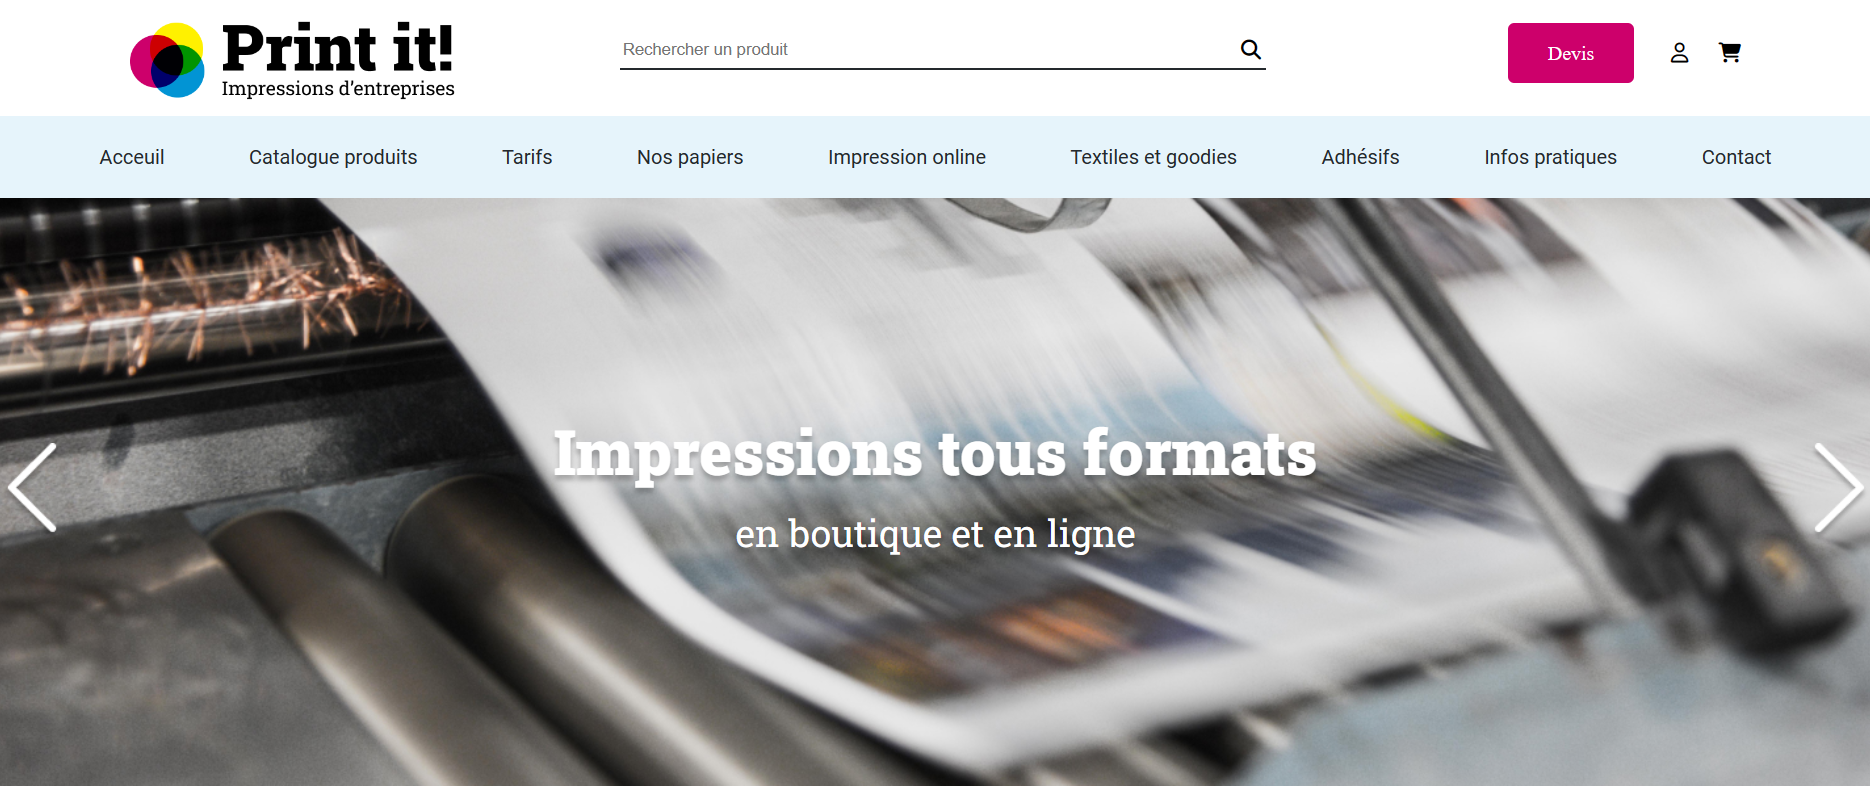 Print it!
Impressions d'entreprises
Rechercher un produit
Devis
Acceuil Catalogue produits Tarifs Nos papiers Impression online Textiles et goodies Adhésifs Infos pratiques Contact
Impressions tous formats
en boutique et en ligne